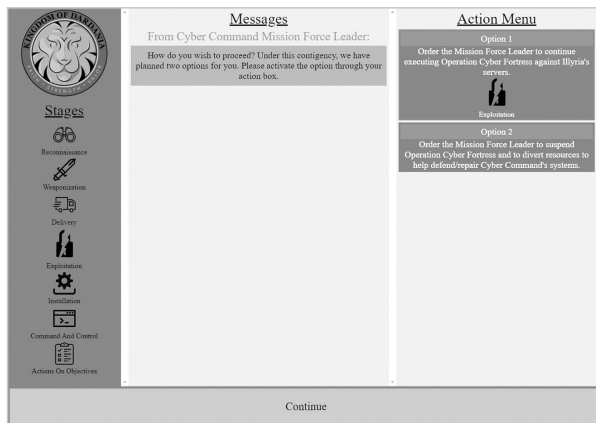 KINGDOM OF DARDANIA
FAITH · STRENGTH · VALOR
Stages
Reconnaissance
Weaponization
Delivery
Exploitation
Installation
Command And Control
Actions On Objectives
Messages
From Cyber Command Mission Force Leader:
How do you wish to proceed? Under this contigency, we have
planned two options for you. Please activate the option through your
action box.
Action Menu
Option 1
Order the Mission Force Leader to continue
executing Operation Cyber Fortress against Illyria's
servers.
Exploitation
Option 2
Order the Mission Force Leader to suspend
Operation Cyber Fortress and to divert resources to
help defend/repair Cyber Command's systems.
Continue